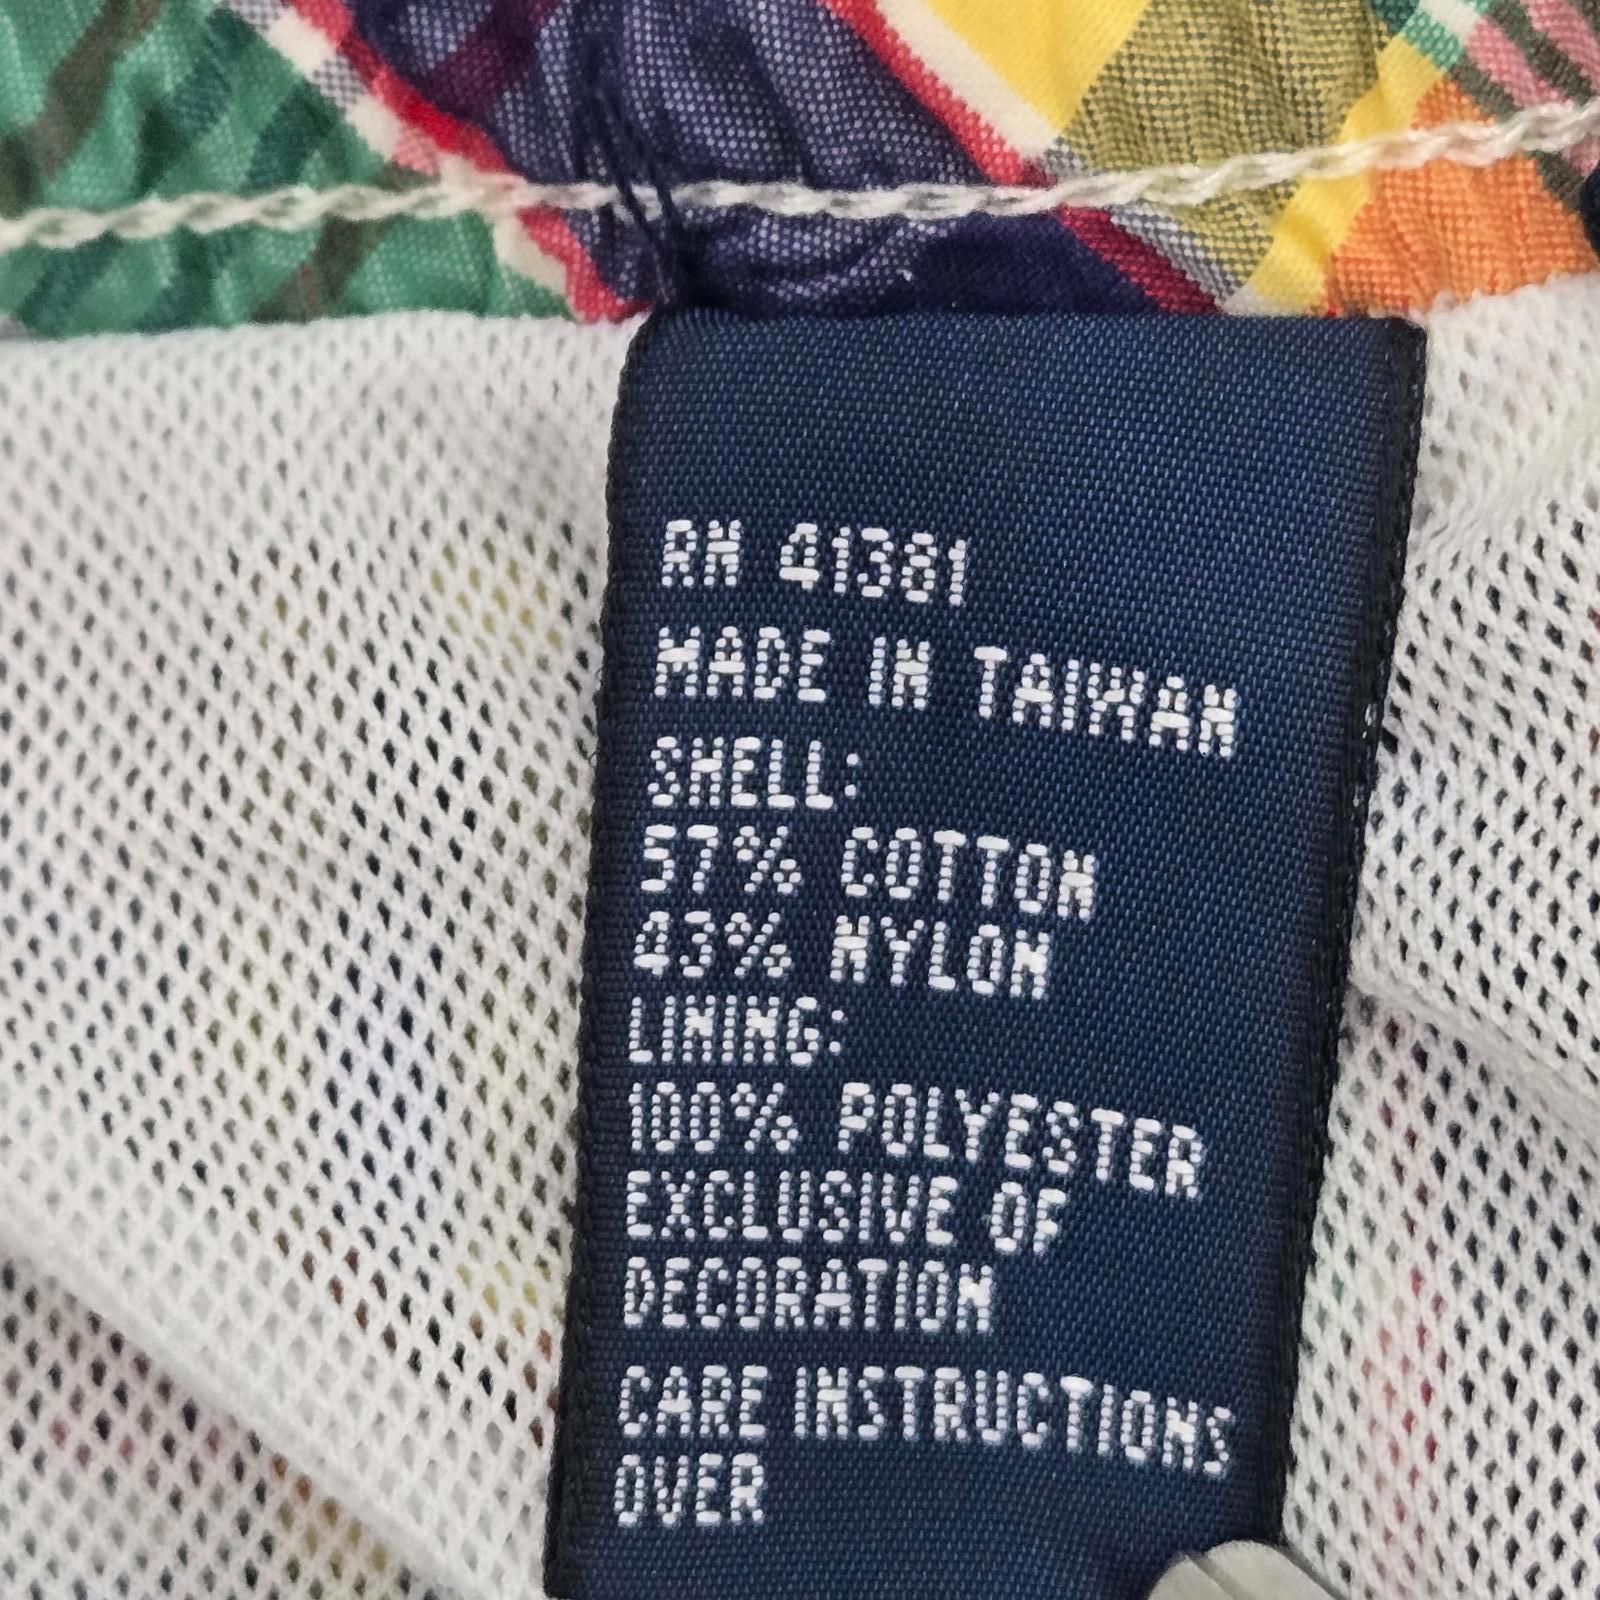 RN 41381
MADE IN TAIWAN
SHELL:
57% COTTON
43% NYLON
LINING:
100% POLYESTER
EXCLUSIVE OF
DECORATION
CARE INSTRUCTIONS
OVER